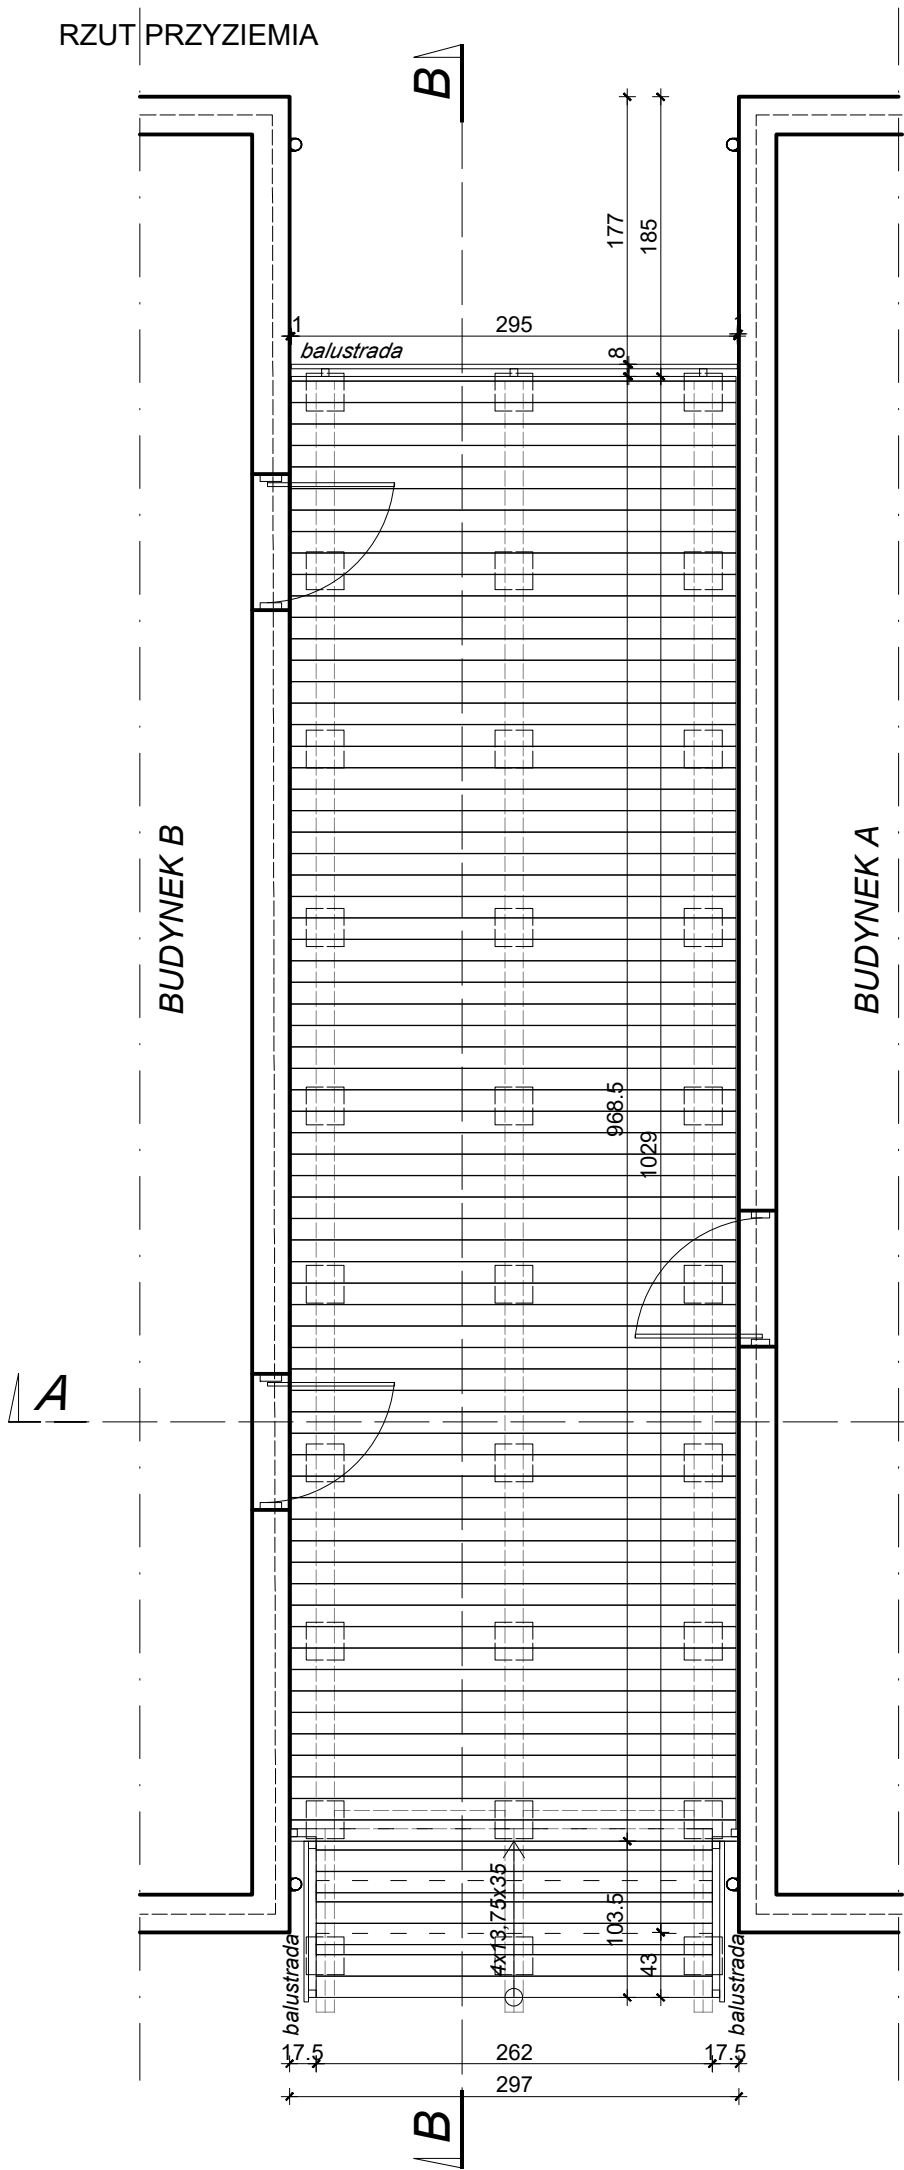 RZUT PRZYZIEMIA
B
177
185
1
295
1
balustrada
8
BUDYNEK B
BUDYNEK A
968.5
1029
A
4x13,75x35
103.5
43
balustrada
balustrada
17.5
262
17.5
297
B